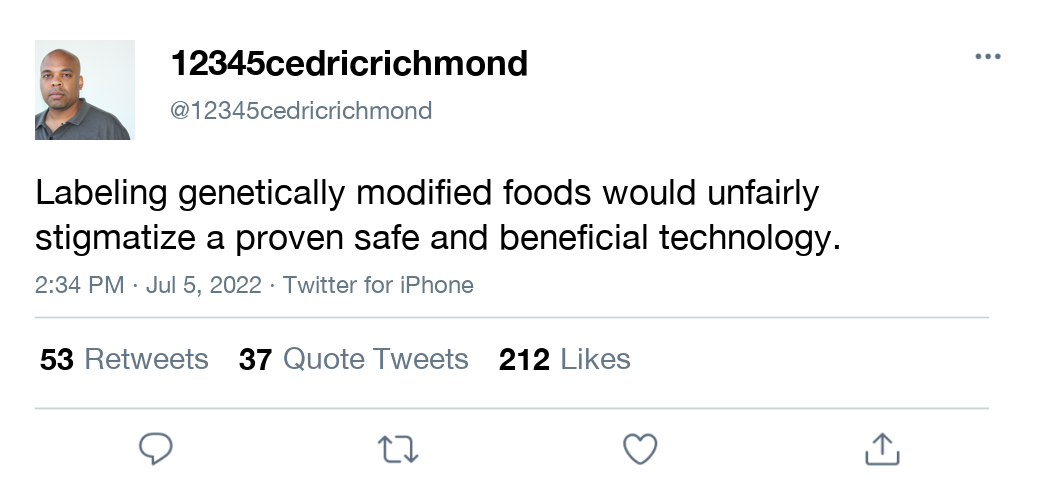 12345cedricrichmond
@12345cedricrichmond
Labeling genetically modified foods would unfairly
stigmatize a proven safe and beneficial technology.
2:34 PM · Jul 5, 2022 · Twitter for iPhone
53 Retweets 37 Quote Tweets 212 Likes